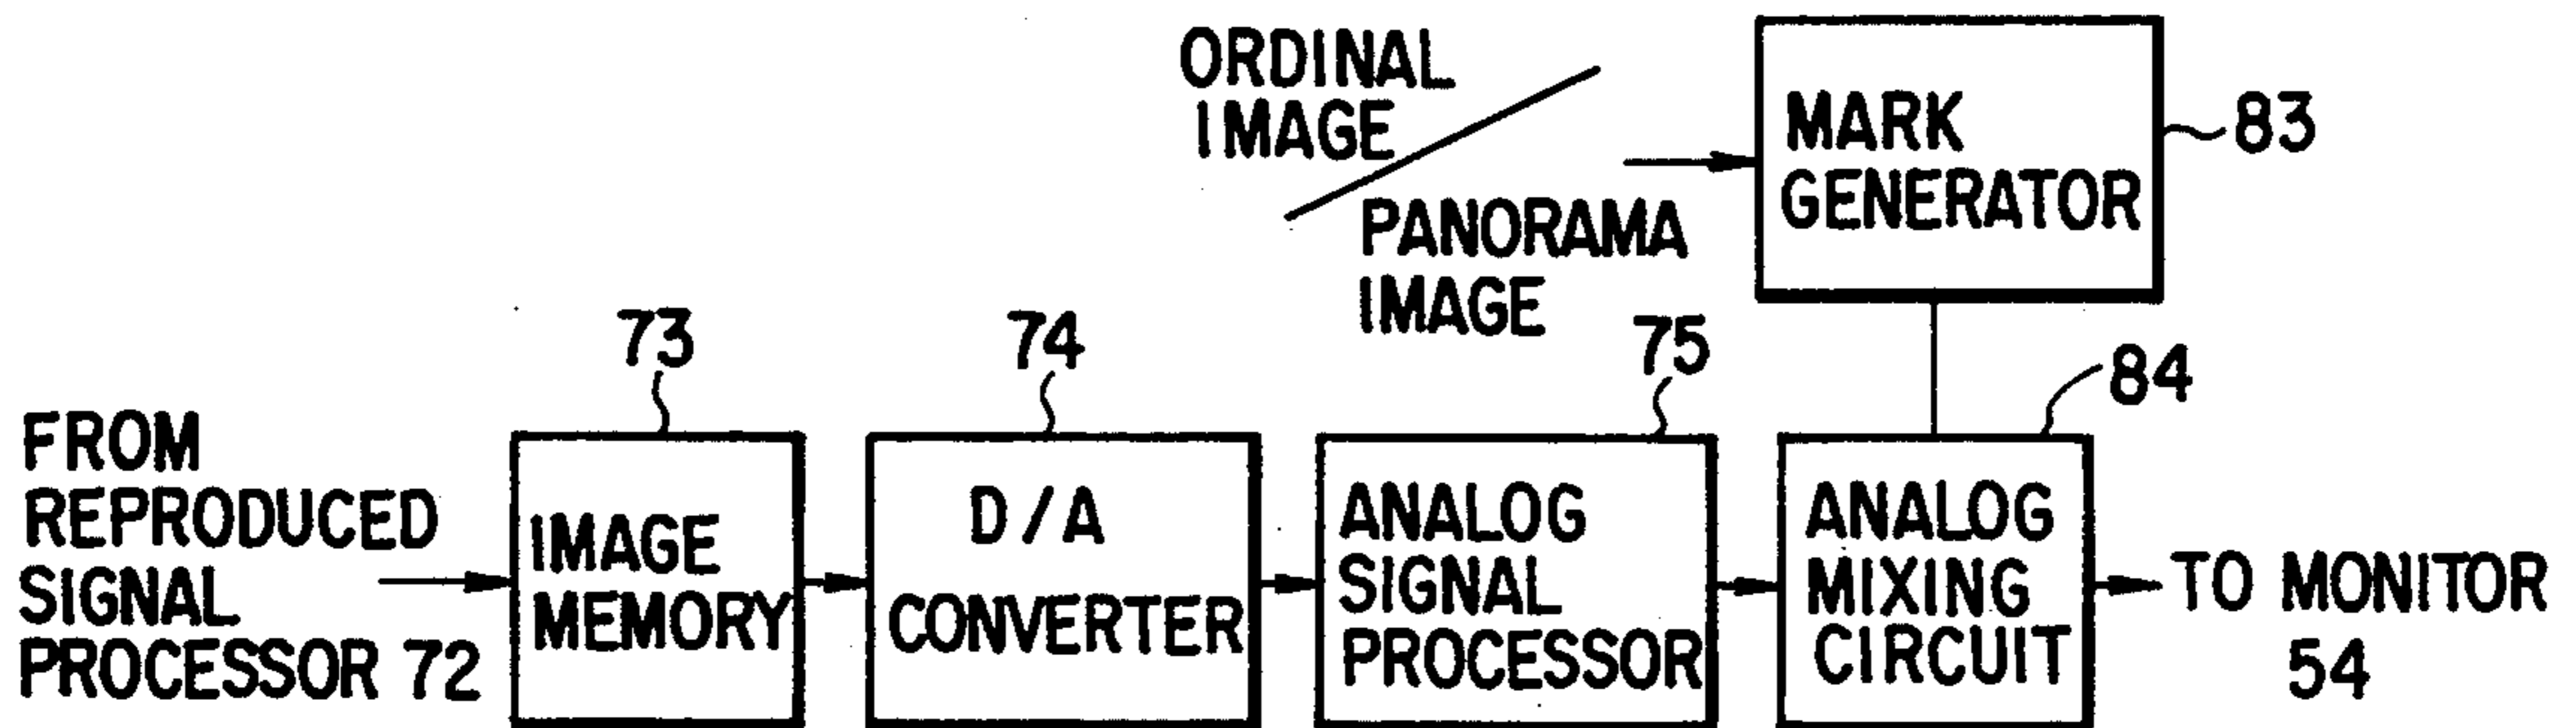 ORDINAL
IMAGE
PANORAMA
IMAGE
MARK
GENERATOR
83
73
74
75
84
FROM
REPRODUCED
SIGNAL
PROCESSOR 72
IMAGE
MEMORY
D/A
CONVERTER
ANALOG
SIGNAL
PROCESSOR
ANALOG
MIXING
CIRCUIT
TO MONITOR
54